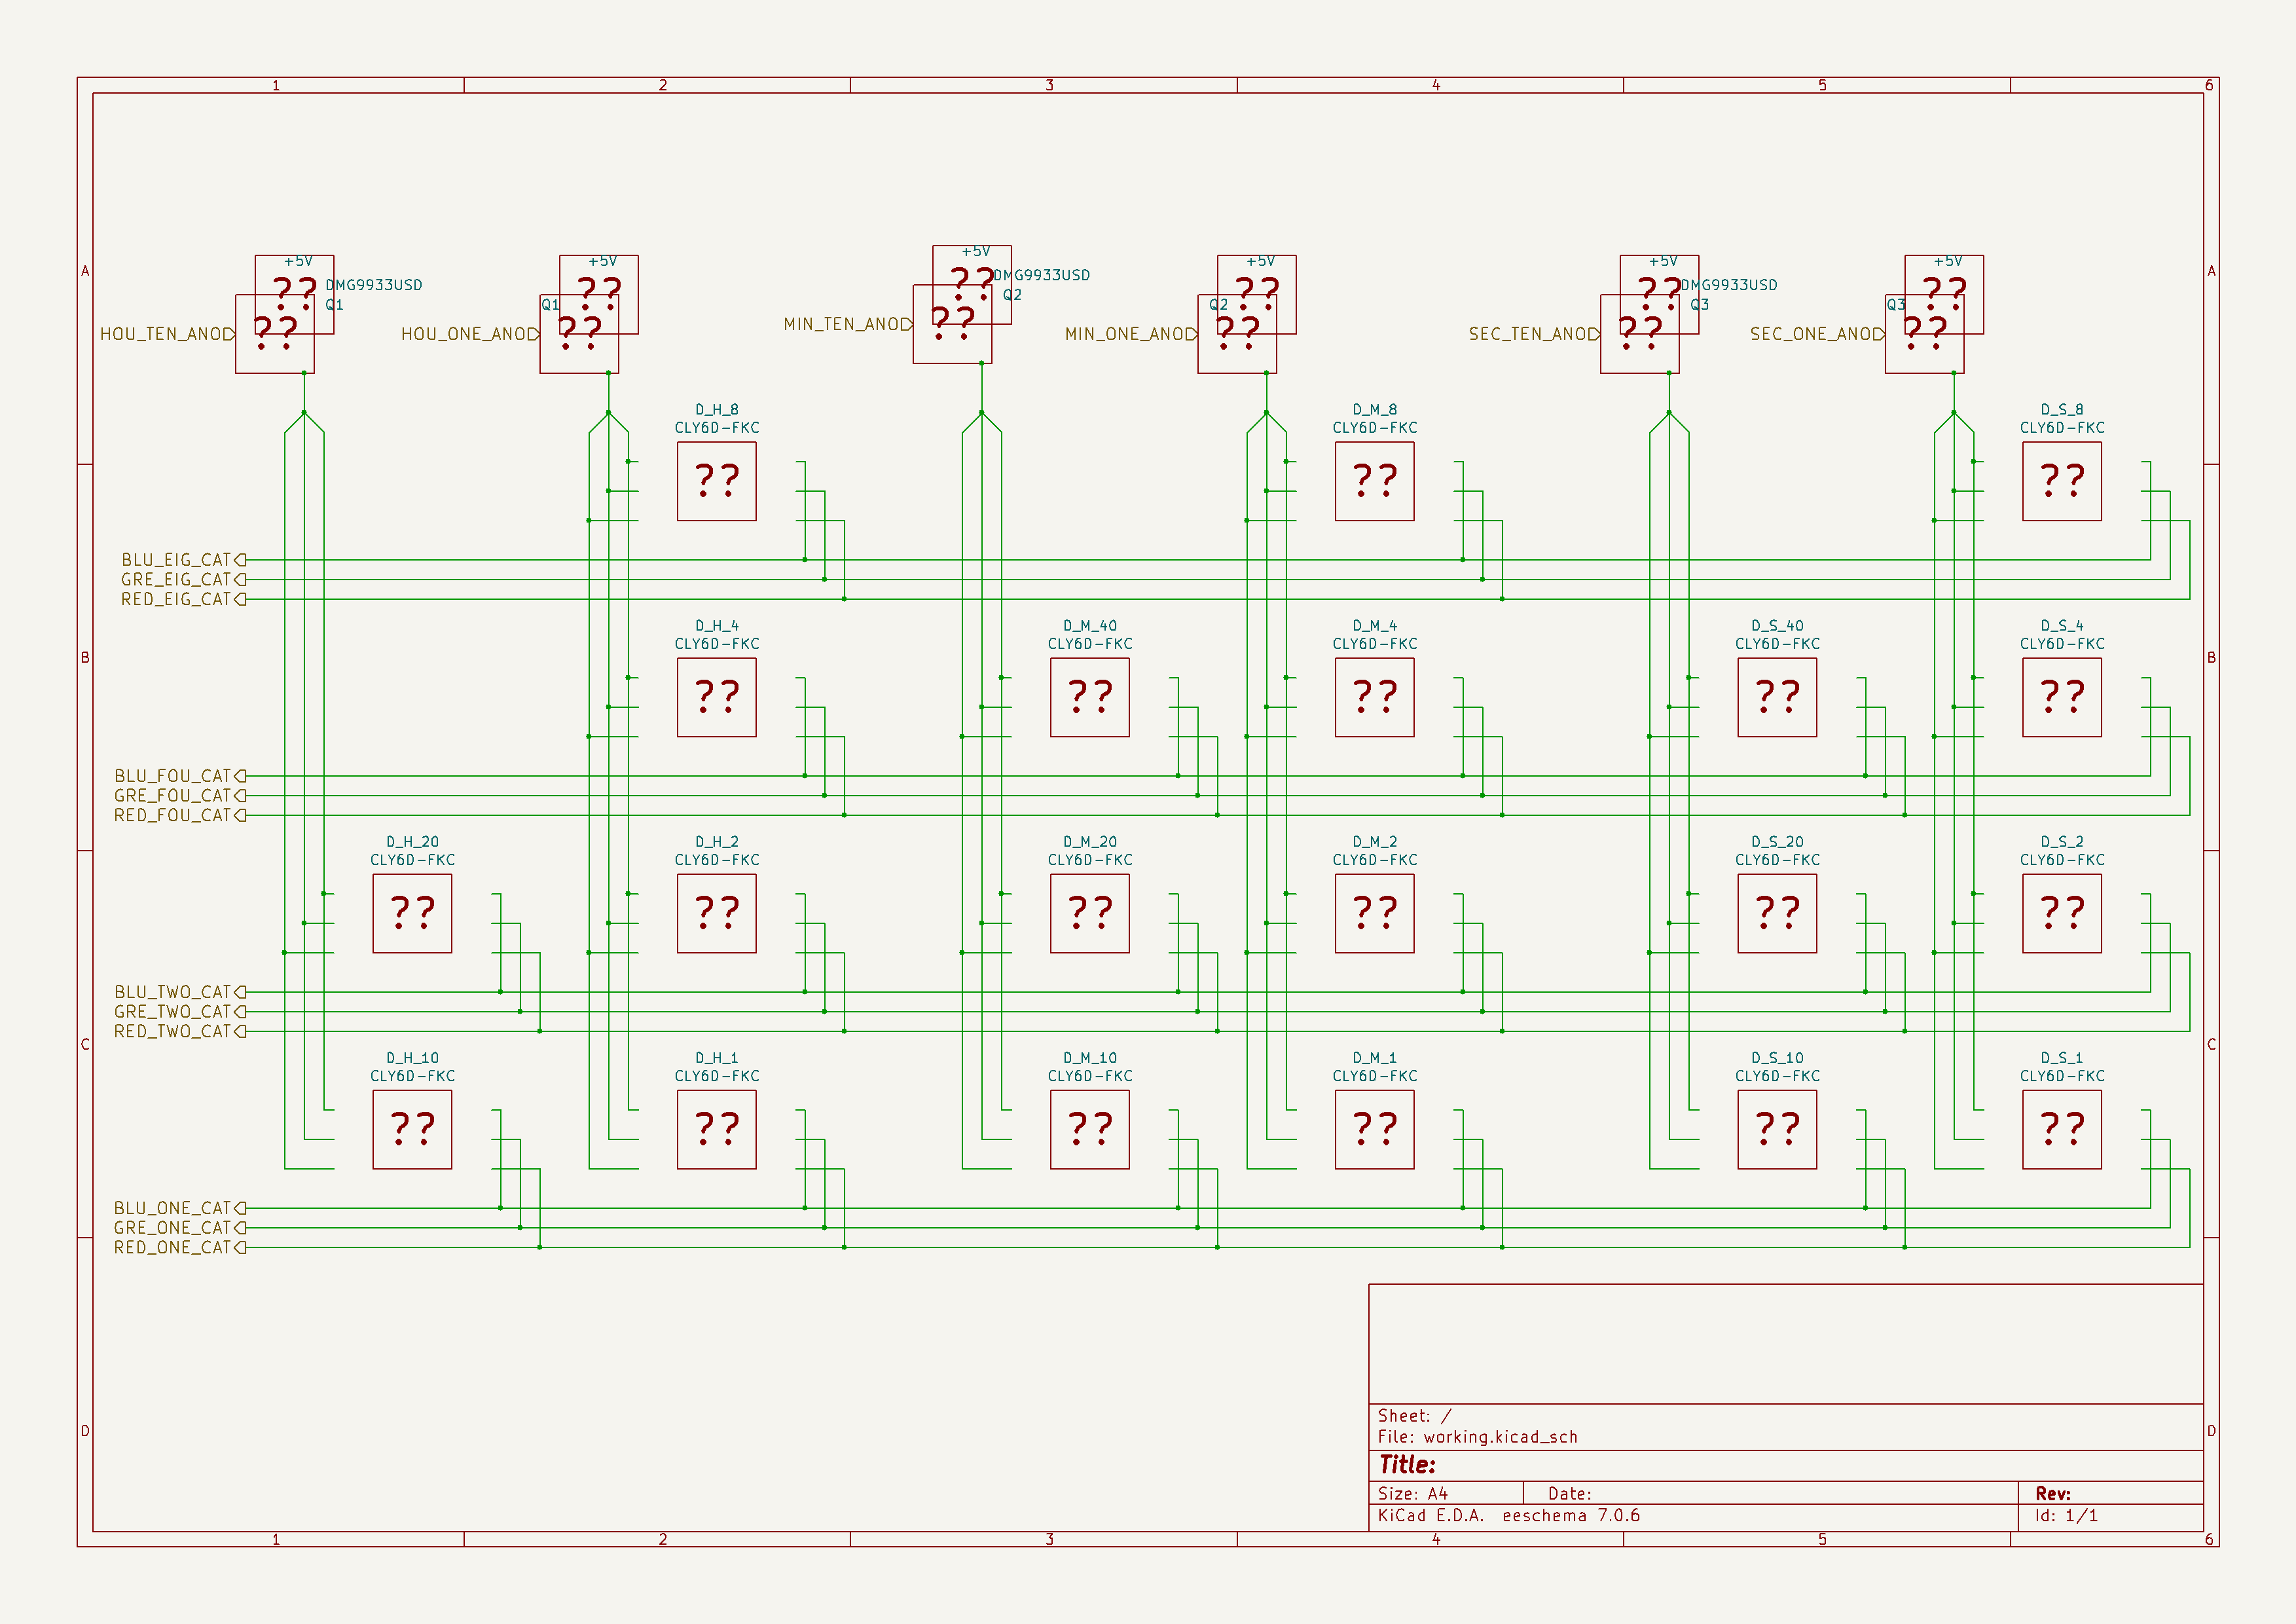 1 2 3 4 5 6
+5V +5V +5V +5V +5V +5V
A A
?? DMG9933USD ?? ?? DMG9933USD ?? ?? DMG9933USD ??
Q1 Q1 Q2 Q2 Q3 Q3
HOU_TEN_ANO ?? HOU_ONE_ANO ?? MIN_TEN_ANO ?? MIN_ONE_ANO ?? SEC_TEN_ANO ?? SEC_ONE_ANO ??
D_H_8 D_M_8 D_S_8
CLY6D-FKC CLY6D-FKC CLY6D-FKC
?? ?? ??
BLU_EIG_CAT
GRE_EIG_CAT
RED_EIG_CAT
D_H_4 D_M_40 D_M_4 D_S_40 D_S_4
CLY6D-FKC CLY6D-FKC CLY6D-FKC CLY6D-FKC CLY6D-FKC
B B
?? ?? ?? ?? ??
BLU_FOU_CAT
GRE_FOU_CAT
RED_FOU_CAT
D_H_20 D_H_2 D_M_20 D_M_2 D_S_20 D_S_2
CLY6D-FKC CLY6D-FKC CLY6D-FKC CLY6D-FKC CLY6D-FKC CLY6D-FKC
?? ?? ?? ?? ?? ??
BLU_TWO_CAT
GRE_TWO_CAT
RED_TWO_CAT
C C
D_H_10 D_H_1 D_M_10 D_M_1 D_S_10 D_S_1
CLY6D-FKC CLY6D-FKC CLY6D-FKC CLY6D-FKC CLY6D-FKC CLY6D-FKC
?? ?? ?? ?? ?? ??
BLU_ONE_CAT
GRE_ONE_CAT
RED_ONE_CAT
Sheet: /
D D
File: working.kicad_sch
Title:
Size: A4 Date: Rev:
KiCad E.D.A. eeschema 7.0.6 Id: 1/1
1 2 3 4 5 6